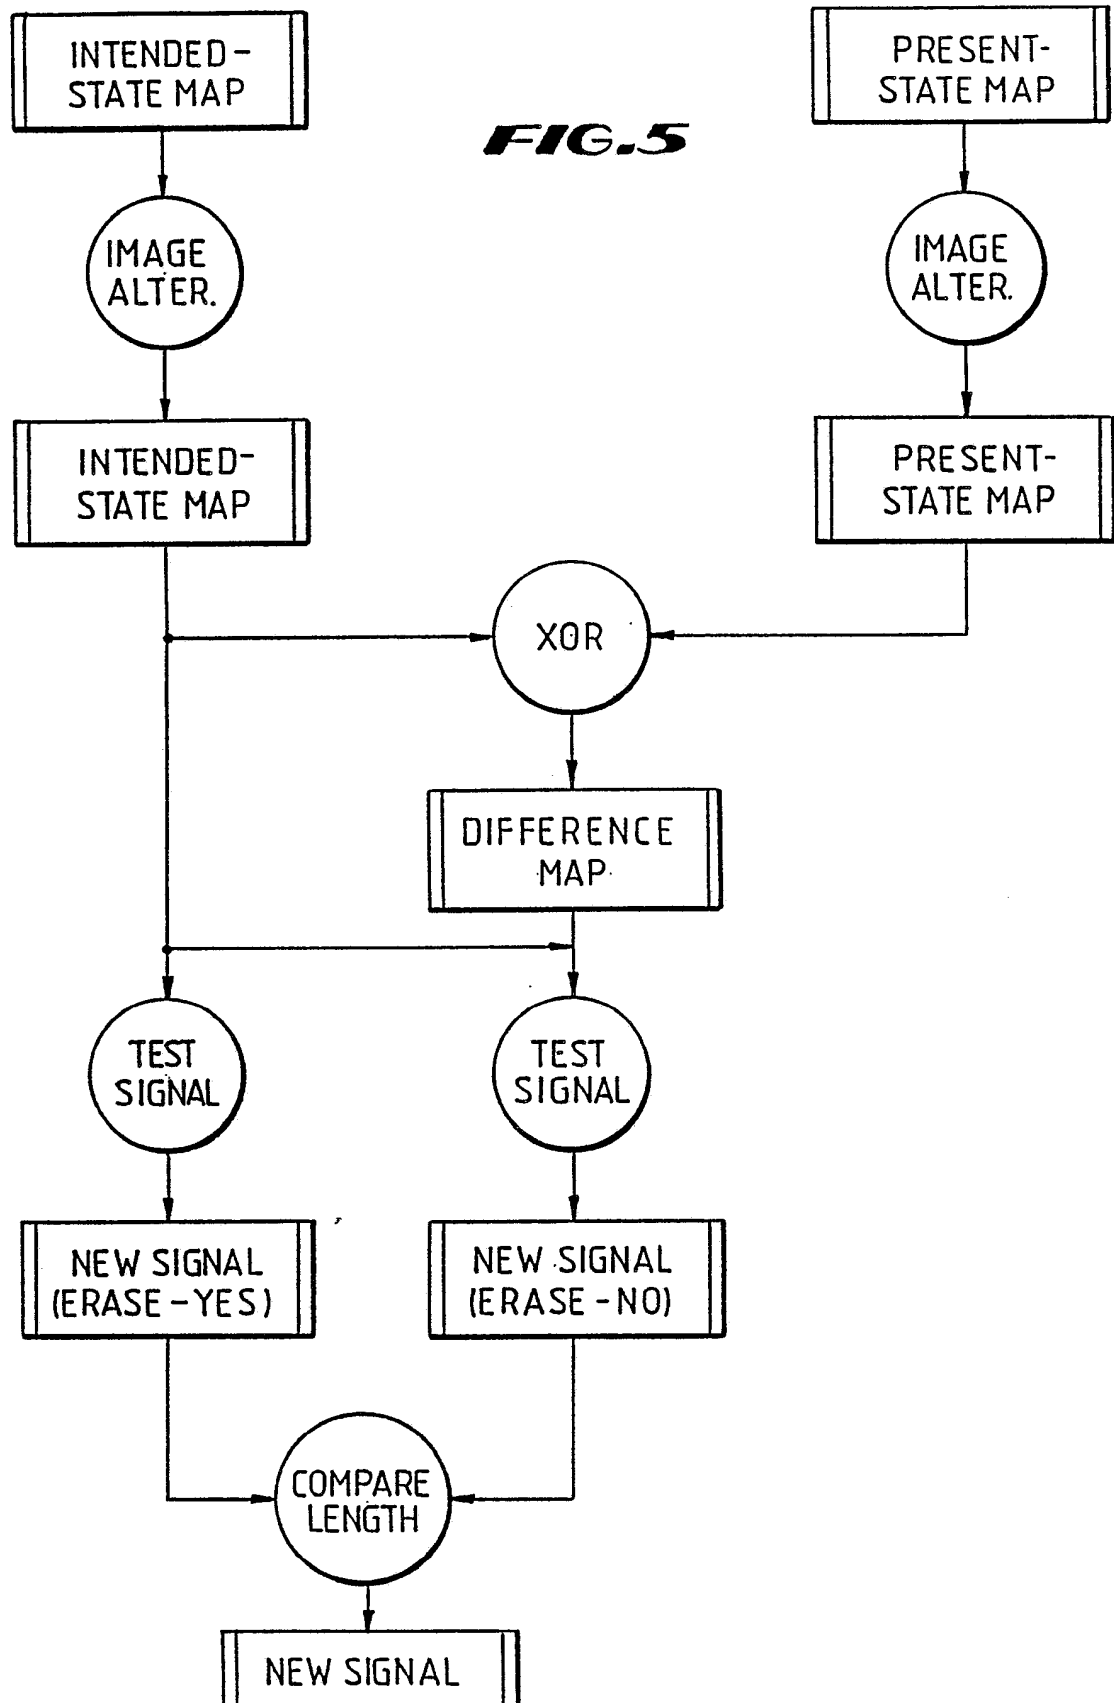 INTENDED-
STATE MAP
PRESENT-
STATE MAP
FIG.5
IMAGE
ALTER.
IMAGE
ALTER.
INTENDED-
STATE MAP
PRESENT-
STATE MAP
XOR
DIFFERENCE
MAP
TEST
SIGNAL
TEST
SIGNAL
NEW SIGNAL
(ERASE-YES)
NEW SIGNAL
(ERASE-NO)
COMPARE
LENGTH
NEW SIGNAL